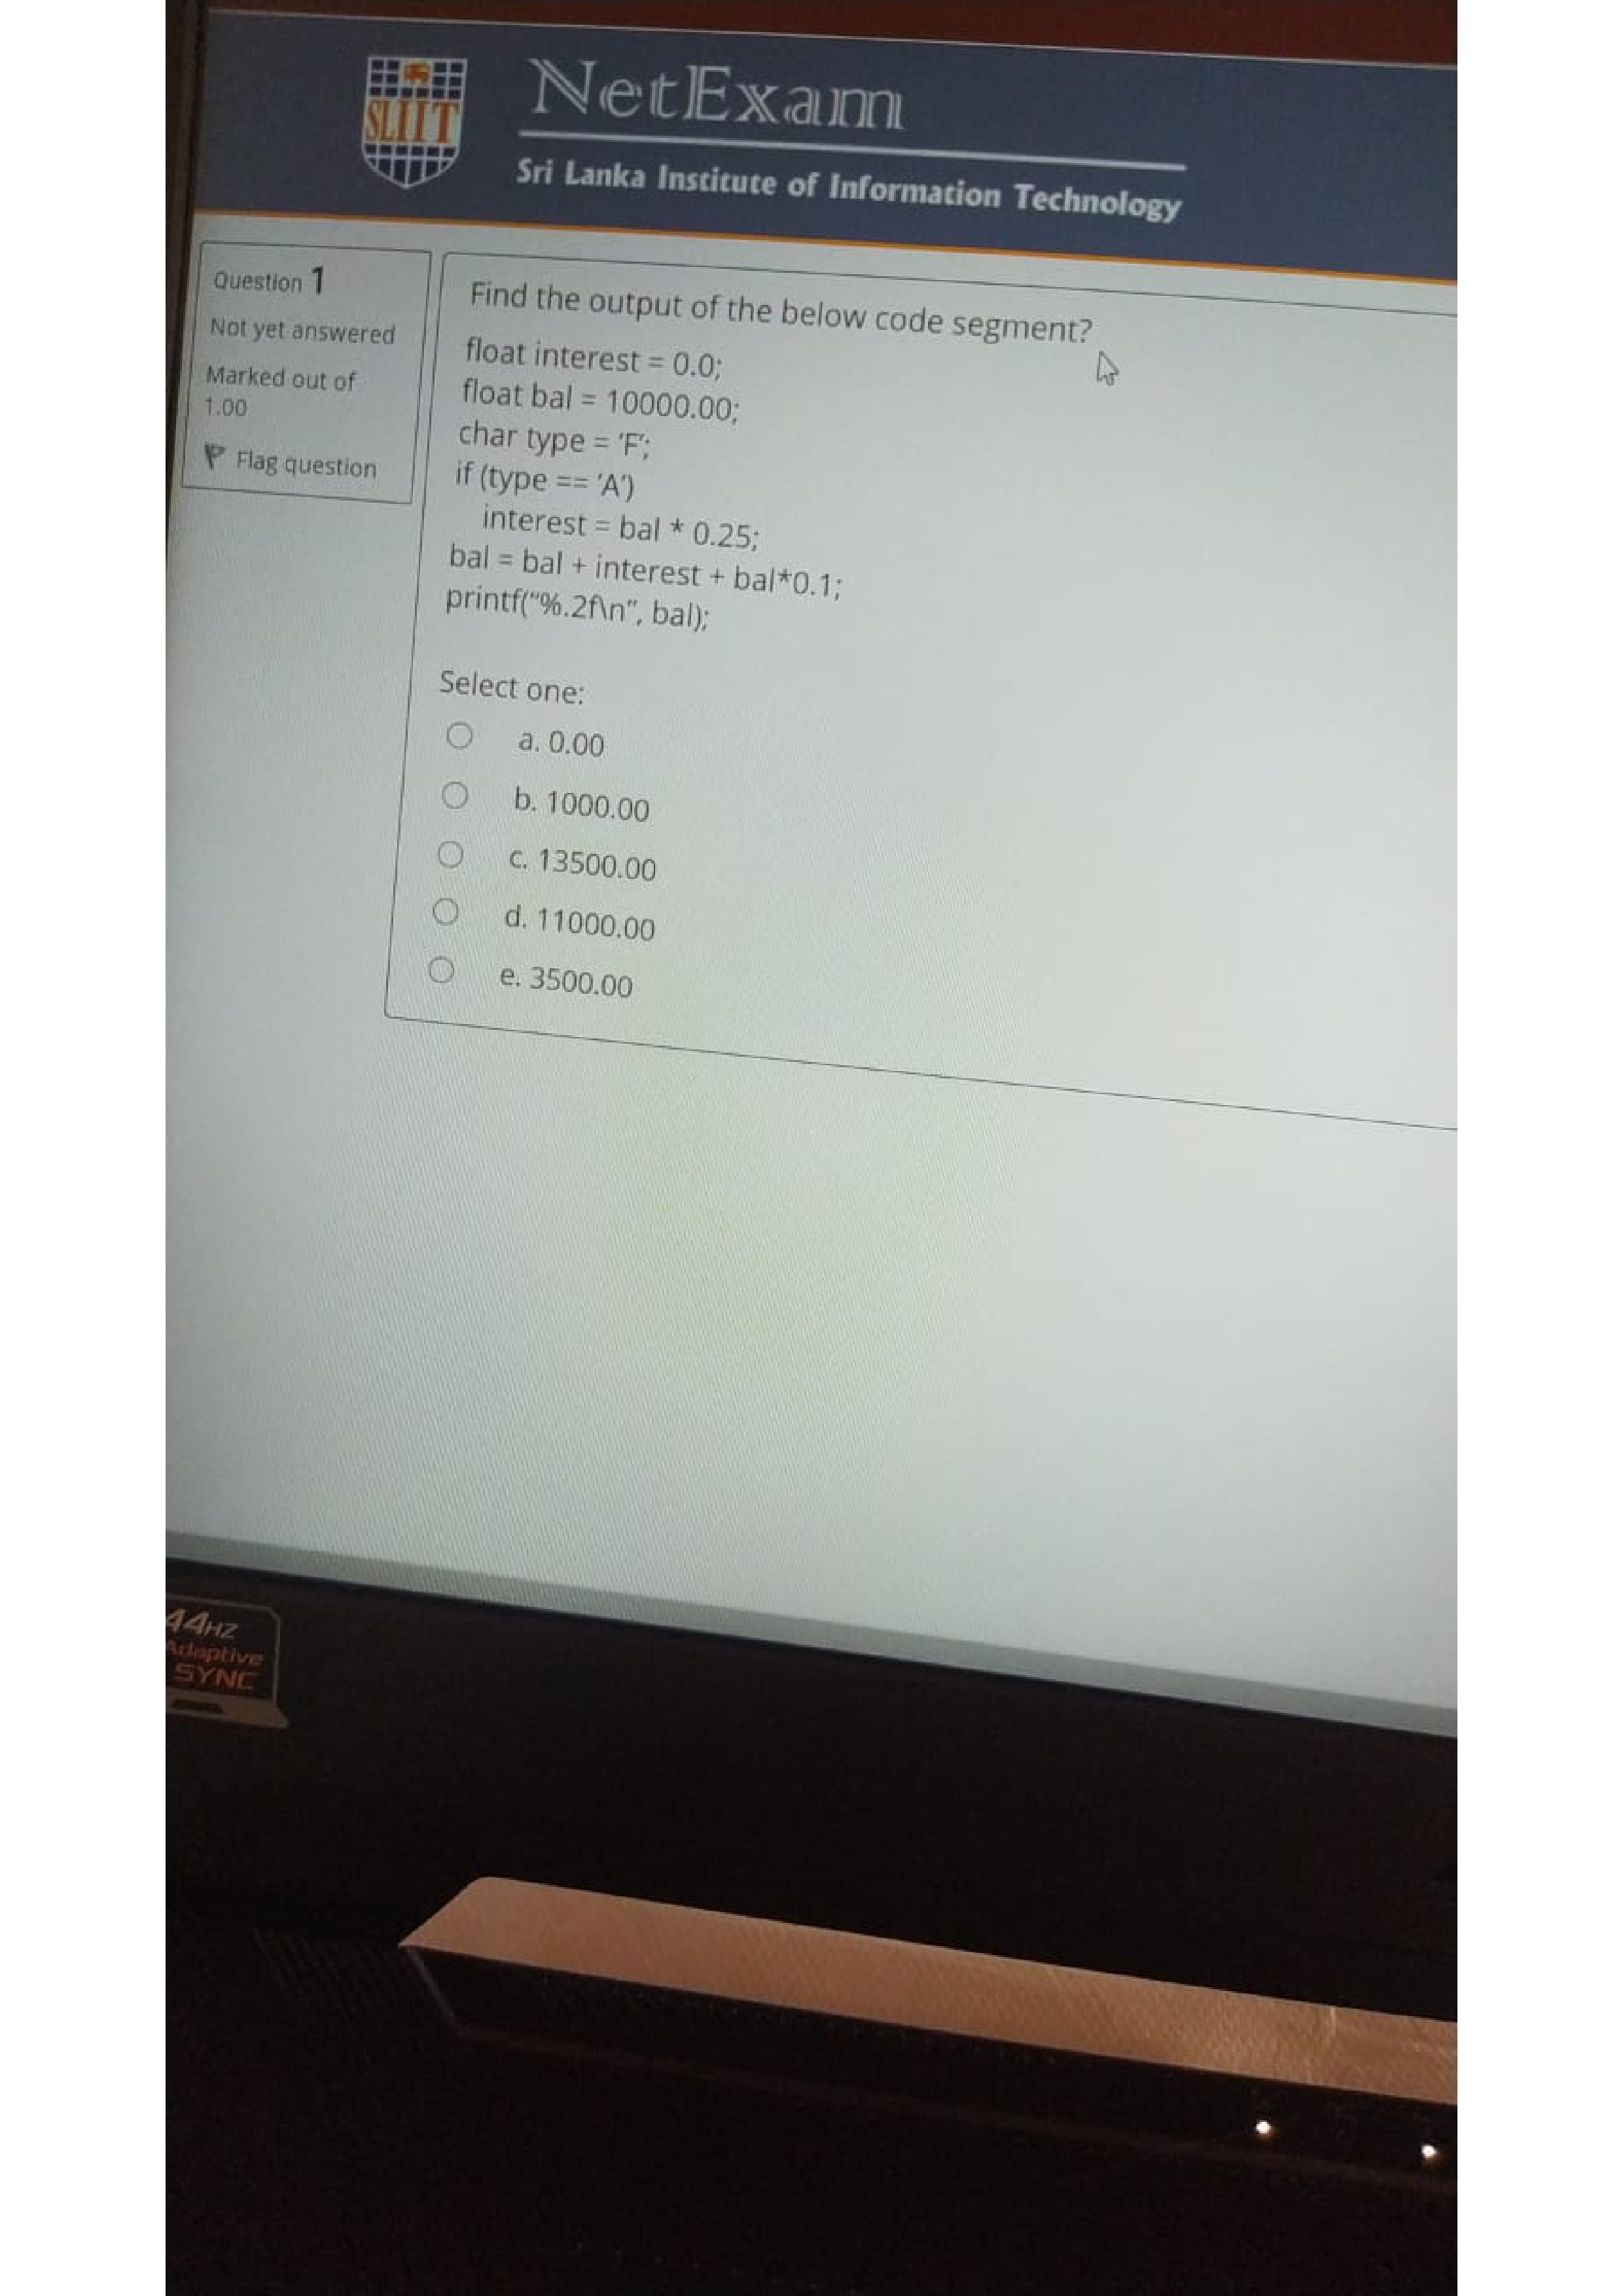 SLIIT
NetExam
Sri Lanka Institute of Information Technology
Question 1
Not yet answered
Marked out of
1.00
Flag question
Find the output of the below code segment?
float interest = 0.0;
float bal = 10000.00;
char type = ‘F’;
if (type == ‘A’)
interest = bal * 0.25;
bal = bal + interest + bal*0.1;
printf(“%.2f\n”, bal);
Select one:
a. 0.00
b. 1000.00
c. 13500.00
d. 11000.00
e. 3500.00
44HZ
Adaptive
SYNC